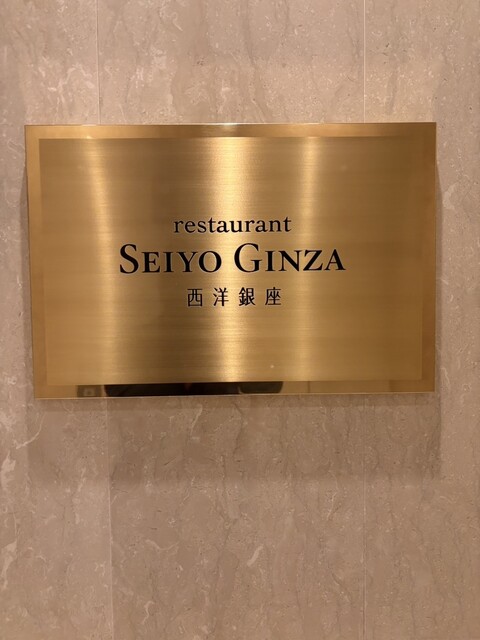 restaurant
SEIYO GINZA
西洋銀座